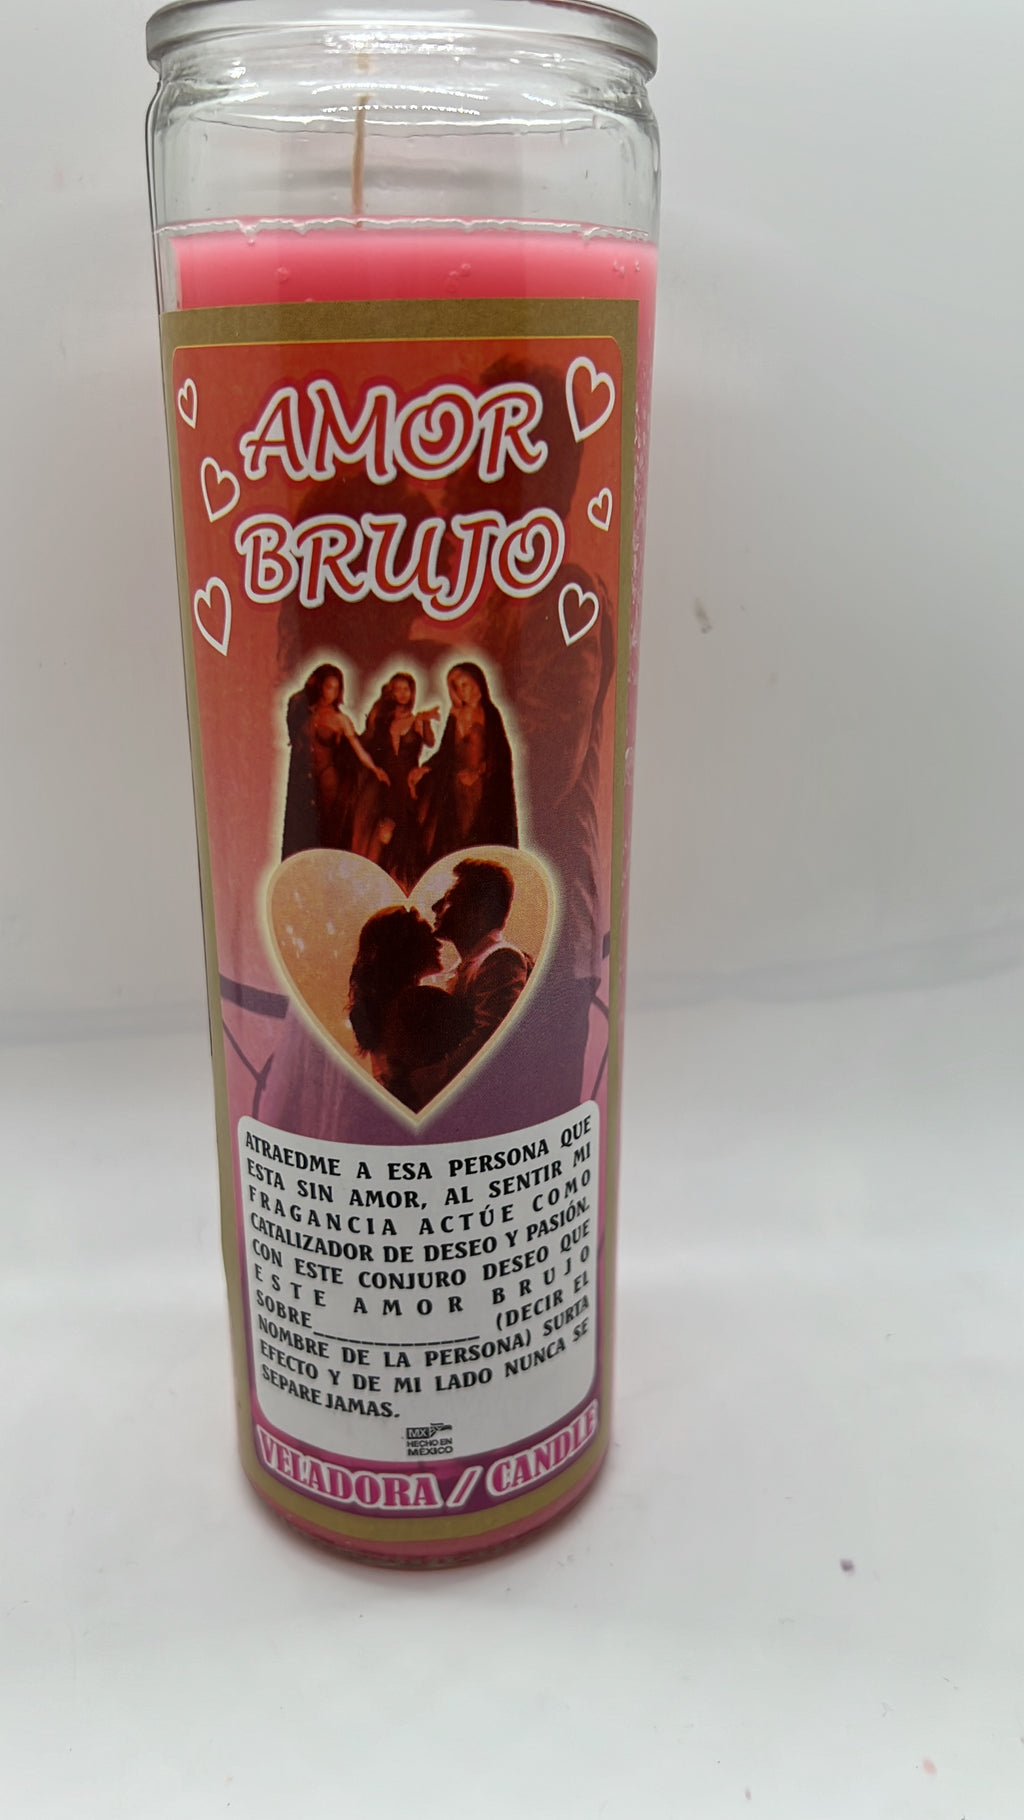 AMOR
BRUJO
ATRAEDME A ESA PERSONA QUE
ESTA SIN AMOR, AL SENTIR MI
FRAGANCIA ACTÚE COMO
CATALIZADOR DE DESEO Y PASIÓN.
CON ESTE CONJURO DESEO QUE
ESTE AMOR BRUJO
SOBRE______________ (DECIR EL
NOMBRE DE LA PERSONA) SURTA
EFECTO Y DE MI LADO NUNCA SE
SEPARE JAMAS.
MX
HECHO EN
MÉXICO
VELADORA / CANDLE